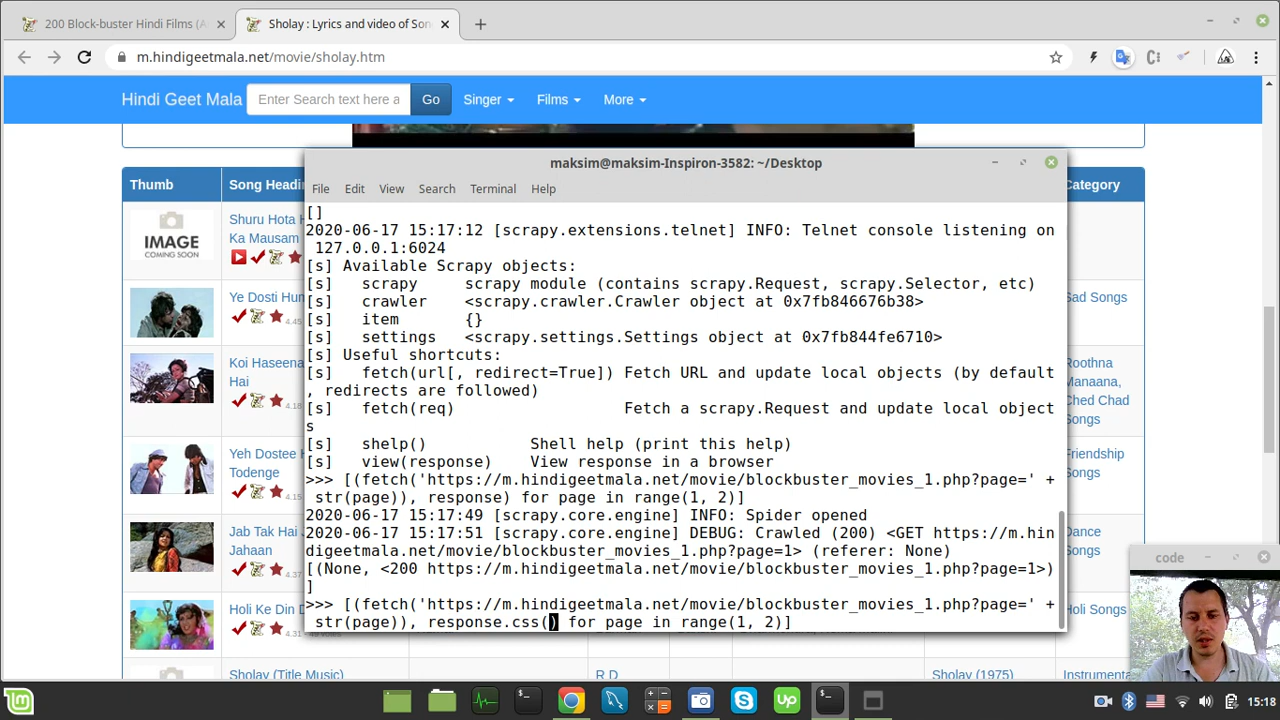 200 Block-buster Hindi Films (A
Sholay : Lyrics and video of Son
m.hindigeetmala.net/movie/sholay.htm
Hindi Geet Mala
Enter Search text here a
Go
Singer
Films
More
Thumb
Song Headin
Category
IMAGE
COMING SOON
Shuru Hota H
Ka Mausam
Ye Dosti Hum
4.45
Sad Songs
Koi Haseena
Hai
4.18
Roothna
Manaana,
Ched Chad
Songs
Yeh Dostee H
Todenge
4.15
Friendship
Songs
Jab Tak Hai J
Jahaan
4.37
Dance
Songs
Holi Ke Din D
4.31
Holi Songs
Sholay (Title Music)
R D
Sholay (1975)
Instrumenta
maksim@maksim-Inspiron-3582: ~/Desktop
File Edit View Search Terminal Help
[]
2020-06-17 15:17:12 [scrapy.extensions.telnet] INFO: Telnet console listening on
127.0.0.1:6024
[s] Available Scrapy objects:
[s]   scrapy     scrapy module (contains scrapy.Request, scrapy.Selector, etc)
[s]   crawler    <scrapy.crawler.Crawler object at 0x7fb846676b38>
[s]   item       {}
[s]   settings   <scrapy.settings.Settings object at 0x7fb844fe6710>
[s] Useful shortcuts:
[s]   fetch(url[, redirect=True]) Fetch URL and update local objects (by default
, redirects are followed)
[s]   fetch(req)                  Fetch a scrapy.Request and update local object
s
[s]   shelp()           Shell help (print this help)
[s]   view(response)    View response in a browser
>>> [(fetch('https://m.hindigeetmala.net/movie/blockbuster_movies_1.php?page=' +
str(page)), response) for page in range(1, 2)]
2020-06-17 15:17:49 [scrapy.core.engine] INFO: Spider opened
2020-06-17 15:17:51 [scrapy.core.engine] DEBUG: Crawled (200) <GET https://m.hin
digeetmala.net/movie/blockbuster_movies_1.php?page=1> (referer: None)
[(None, <200 https://m.hindigeetmala.net/movie/blockbuster_movies_1.php?page=1>)
]
>>> [(fetch('https://m.hindigeetmala.net/movie/blockbuster_movies_1.php?page=' +
str(page)), response.css() for page in range(1, 2)]
code
Up
15:18